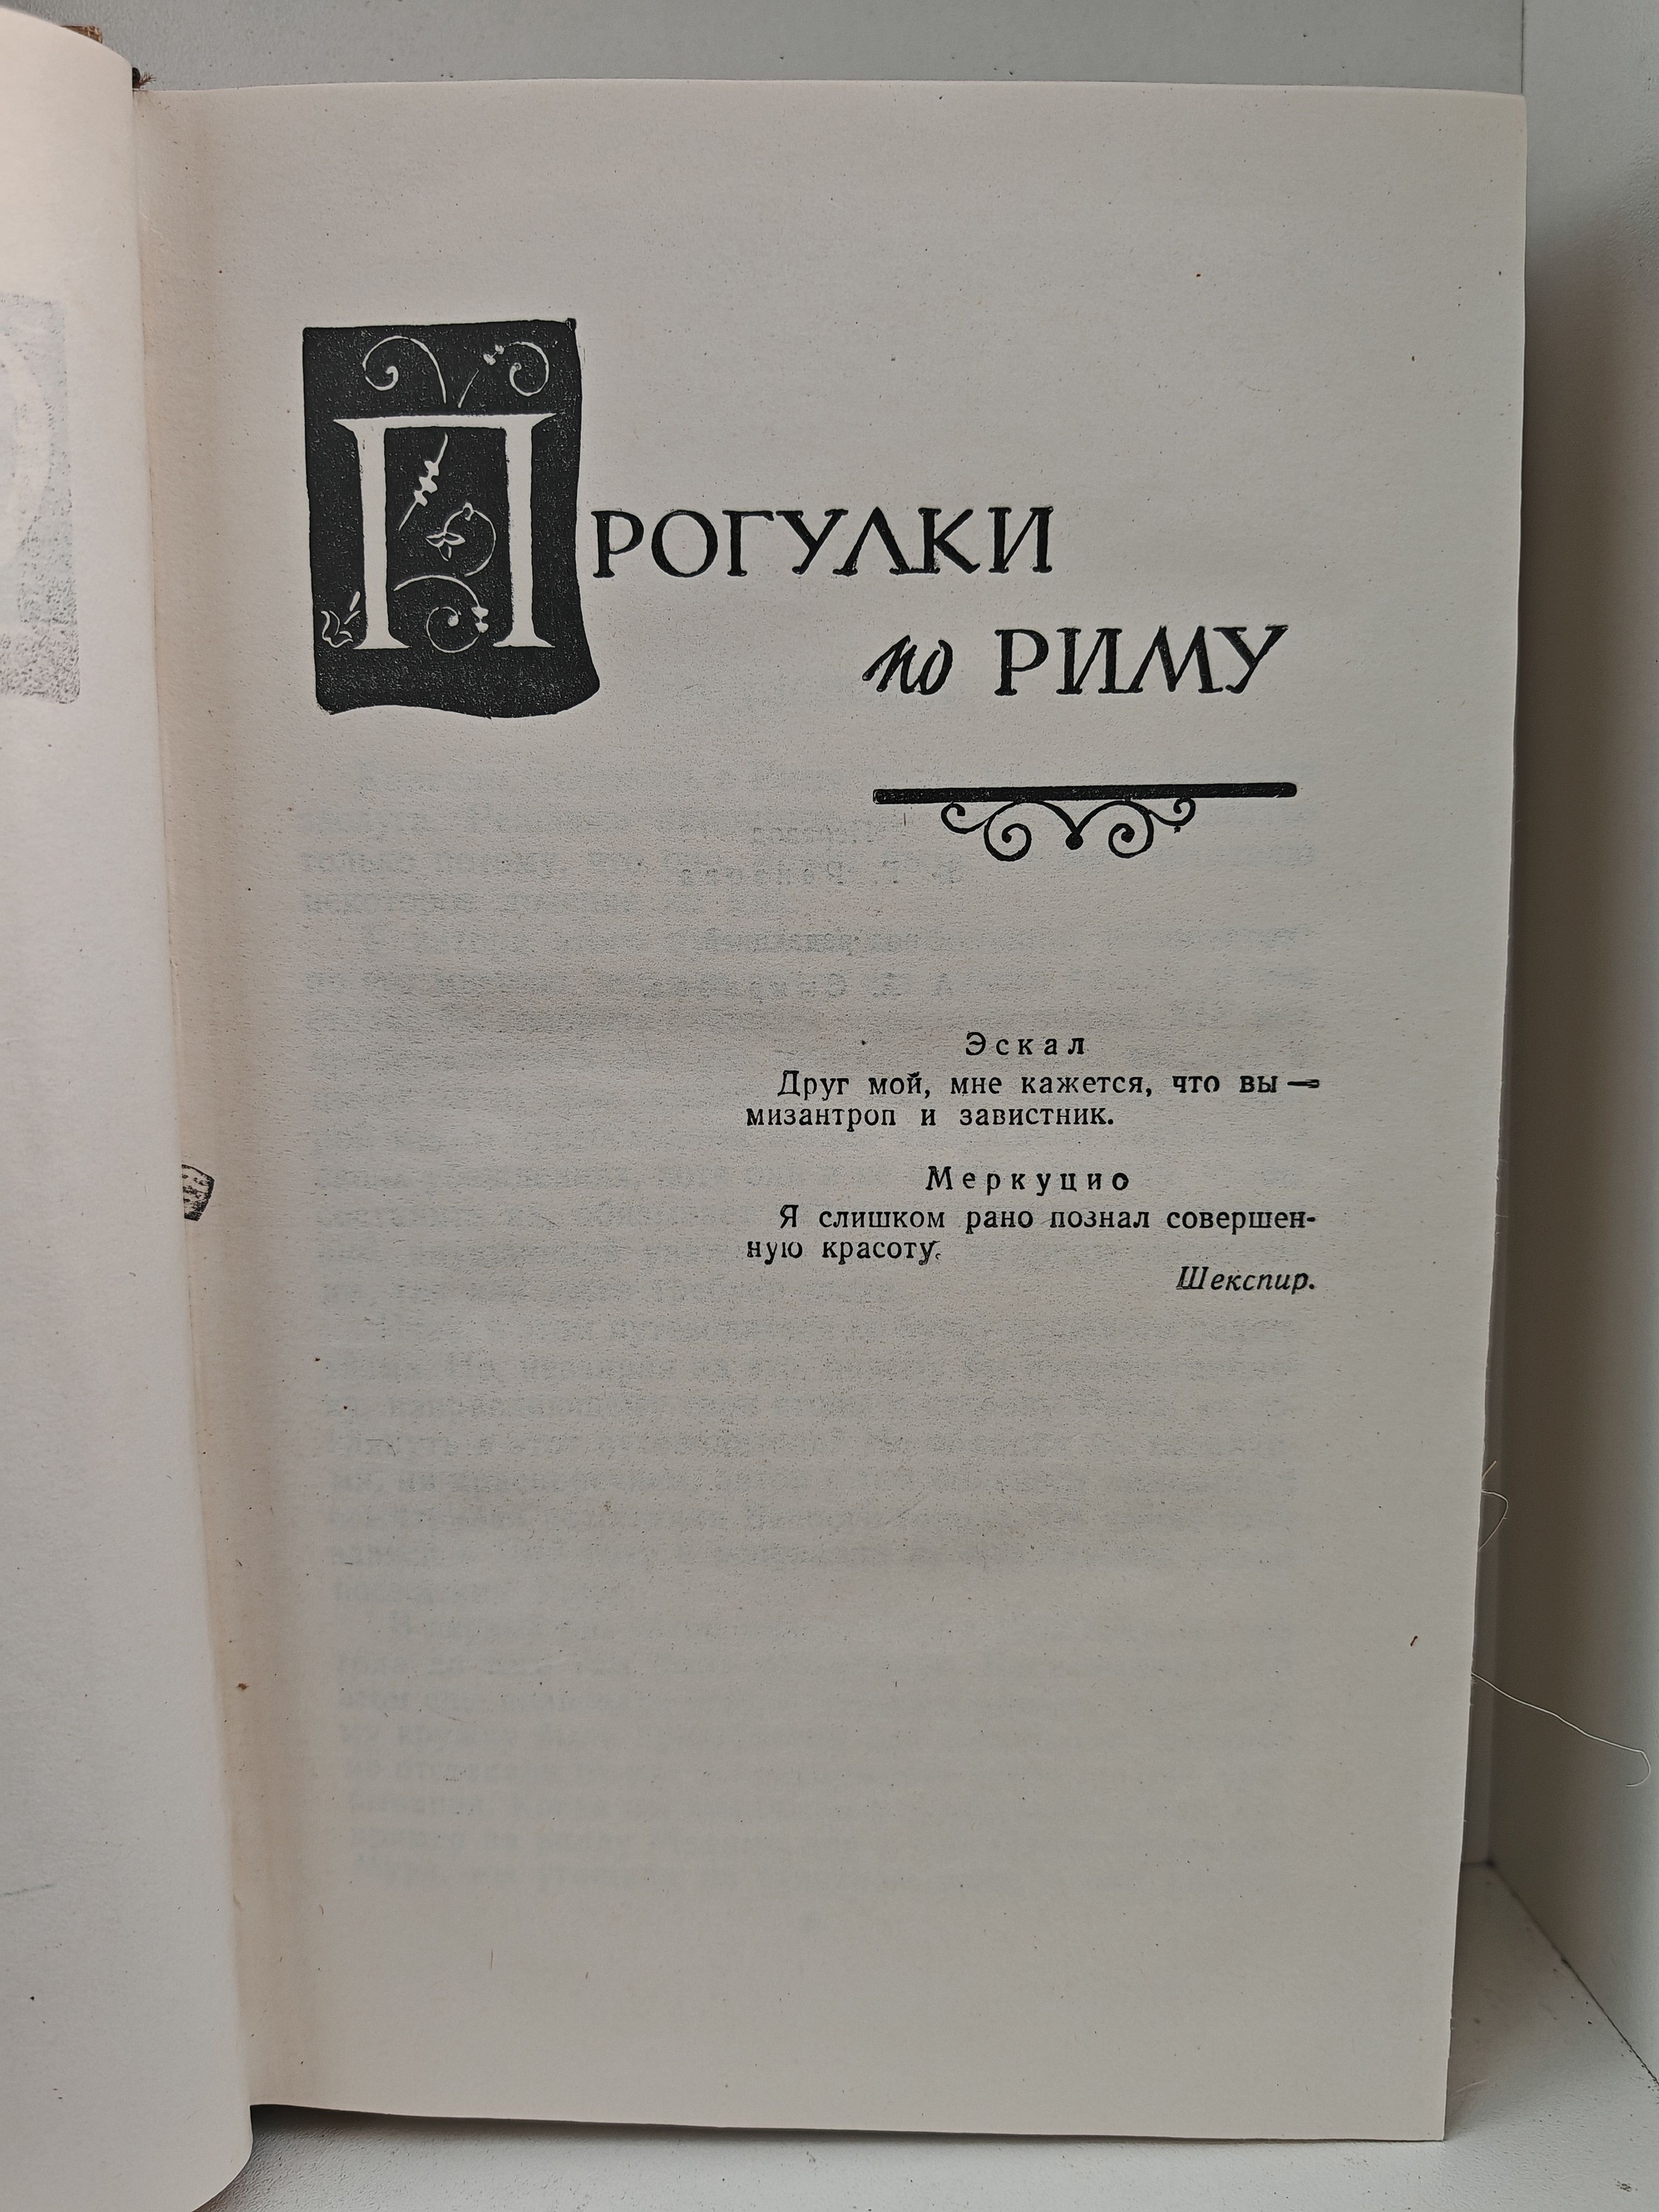 ПРОГУЛКИ
по РИМУ
Эскал
Друг мой, мне кажется, что вы —
мизантроп и завистник.
Меркуцио
Я слишком рано познал совершен-
ную красоту.
Шекспир.